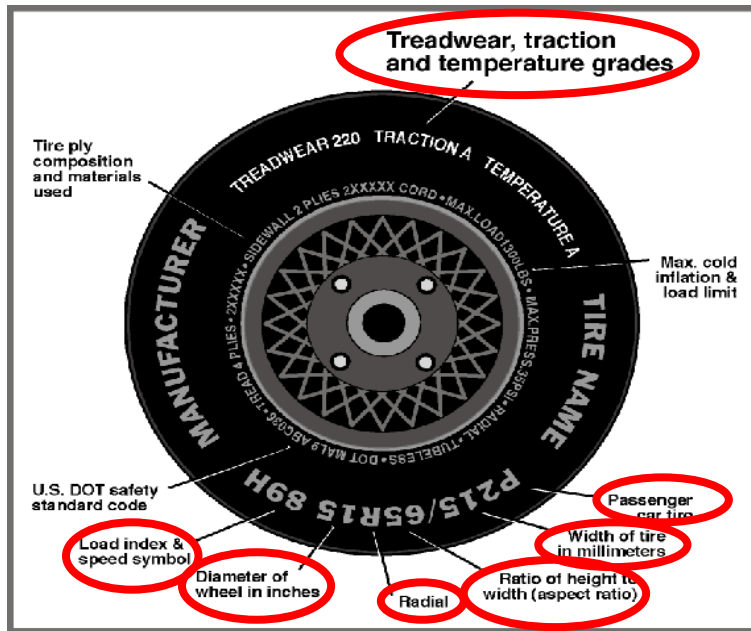 Treadwear, traction
and temperature grades
Tire ply
composition
and materials
used
TREADWEAR 220 TRACTION A TEMPERATURE A
SIDEWALL 2 PLIES 2XXXXX CORD • MAX.LOAD1300LBS • MAX.PRESS.35PSI • RADIAL • TUBELESS • DOT MAL9 ABC036 • TREAD 4 PLIES • 2XXXXX •
Max. cold
inflation &
load limit
MANUFACTURER
TIRE NAME
U.S. DOT safety
standard code
P215/65R15 89H
Passenger
car tire
Load index &
speed symbol
Width of tire
in millimeters
Diameter of
wheel in inches
Radial
Ratio of height to
width (aspect ratio)